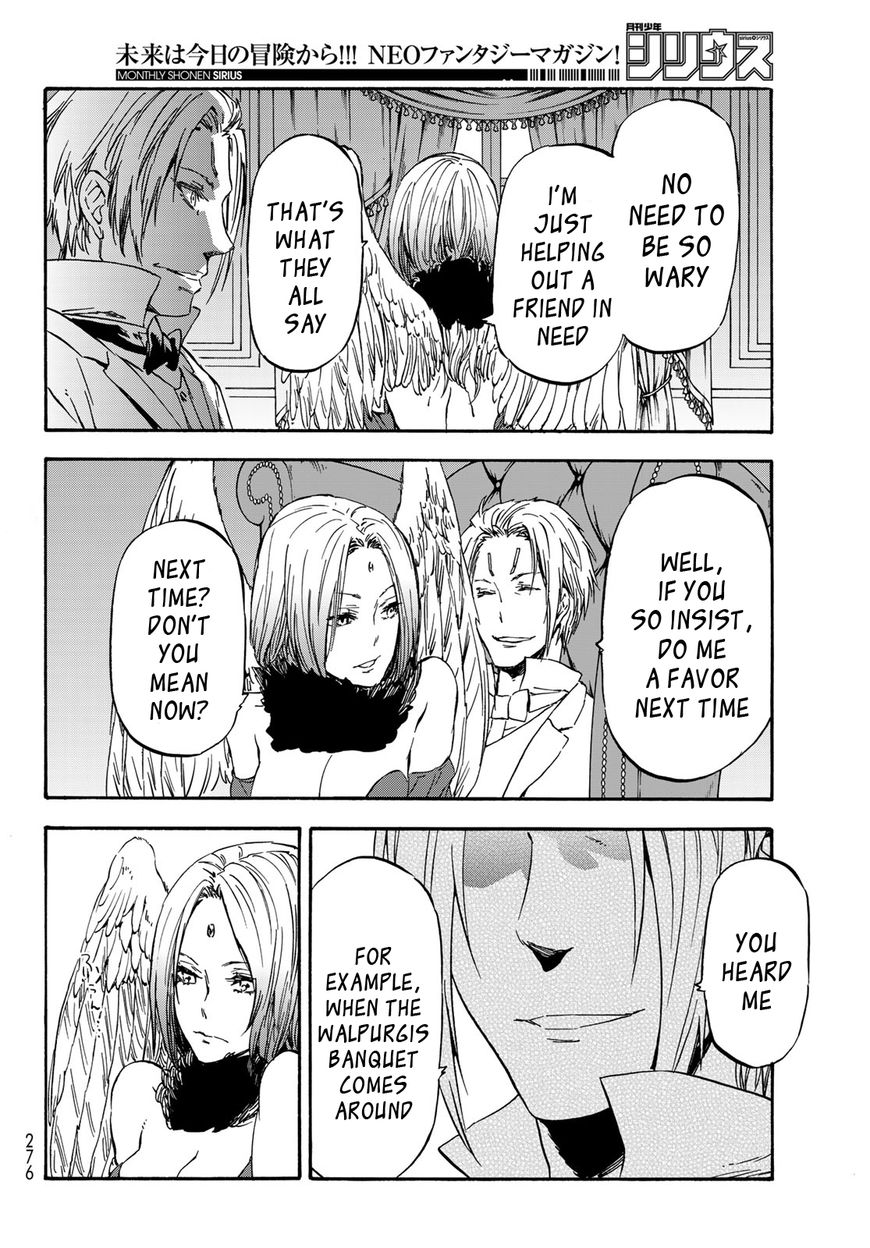 未来は今日の冒険から!!! NEOファンタジーマガジン!
月刊少年
シリウス
MONTHLY SHONEN SIRIUS
NO
NEED TO
BE SO
WARY
I'M
JUST
HELPING
OUT A
FRIEND IN
NEED
THAT'S
WHAT
THEY
ALL
SAY
WELL,
IF YOU
SO INSIST,
DO ME
A FAVOR
NEXT TIME
NEXT
TIME?
DON'T
YOU
MEAN
NOW?
YOU
HEARD
ME
FOR
EXAMPLE,
WHEN THE
WALPURGIS
BANQUET
COMES
AROUND
276